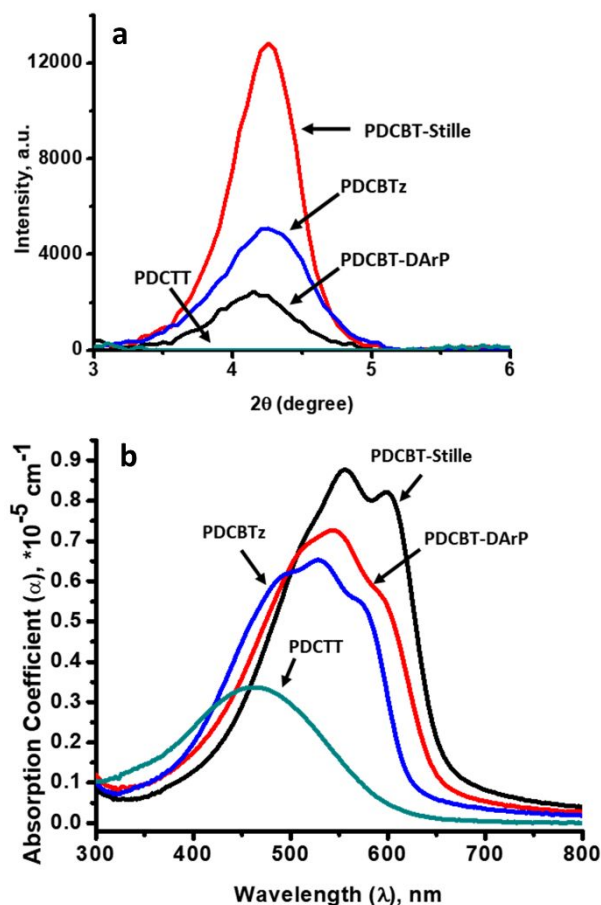 a
12000
8000
4000
0
Intensity, a.u.
PDCBT-Stille
PDCBTz
PDCBT-DArP
PDCTT
3 4 5 6
2θ (degree)
b
0.9
0.8
0.7
0.6
0.5
0.4
0.3
0.2
0.1
0.0
Absorption Coefficient (α), *10⁻⁵ cm⁻¹
PDCBT-Stille
PDCBTz
PDCBT-DArP
PDCTT
300 400 500 600 700 800
Wavelength (λ), nm